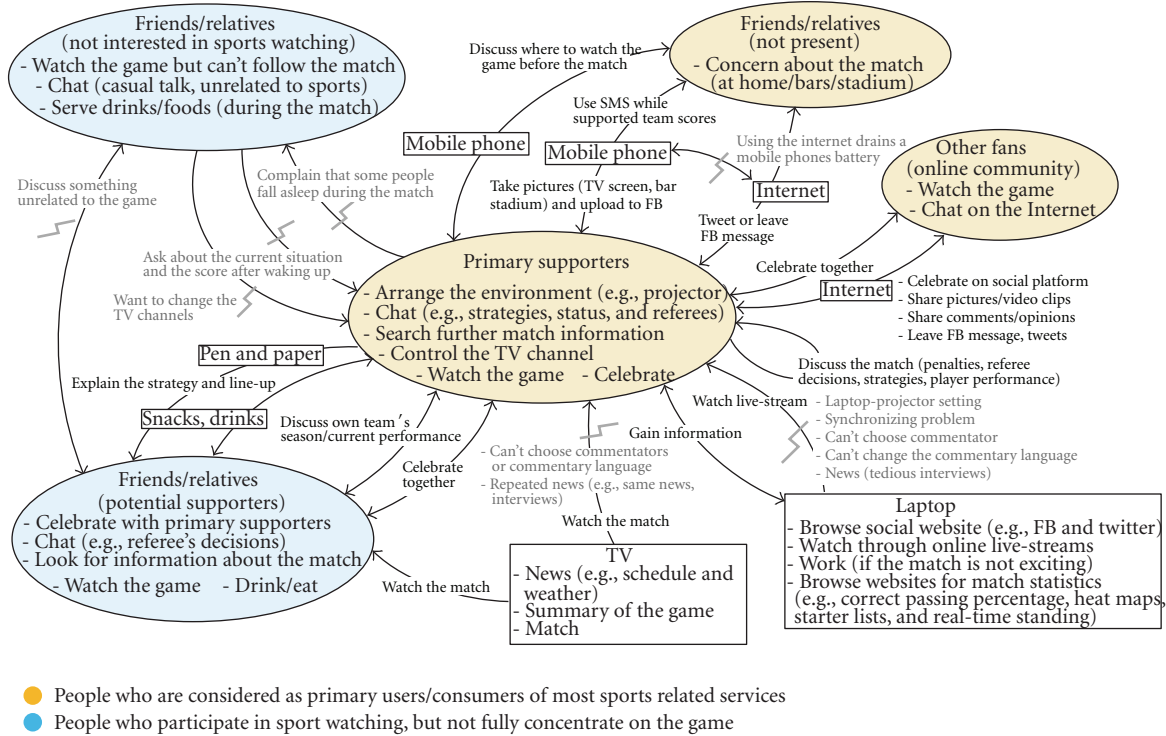 Friends/relatives
(not interested in sports watching)
- Watch the game but can't follow the match
- Chat (casual talk, unrelated to sports)
- Serve drinks/foods (during the match)
Discuss where to watch the
game before the match
Friends/relatives
(not present)
- Concern about the match
(at home/bars/stadium)
Use SMS while
supported team scores
Mobile phone
Mobile phone
Using the internet drains a
mobile phones battery
Internet
Other fans
(online community)
- Watch the game
- Chat on the Internet
Discuss something
unrelated to the game
Complain that some people
fall asleep during the match
Take pictures (TV screen, bar
stadium) and upload to FB
Tweet or leave
FB message
Ask about the current situation
and the score after waking up
Want to change the
TV channels
Primary supporters
- Arrange the environment (e.g., projector)
- Chat (e.g., strategies, status, and referees)
- Search further match information
- Control the TV channel
- Watch the game - Celebrate
Celebrate together
Internet
- Celebrate on social platform
- Share pictures/video clips
- Share comments/opinions
- Leave FB message, tweets
Pen and paper
Explain the strategy and line-up
Snacks, drinks
Discuss the match (penalties, referee
decisions, strategies, player performance)
Discuss own team's
season/current performance
Celebrate
together
- Can't choose commentators
or commentary language
- Repeated news (e.g., same news,
interviews)
Watch the match
Gain information
Watch live-stream
- Laptop-projector setting
- Synchronizing problem
- Can't choose commentator
- Can't change the commentary language
- News (tedious interviews)
Friends/relatives
(potential supporters)
- Celebrate with primary supporters
- Chat (e.g., referee's decisions)
- Look for information about the match
- Watch the game - Drink/eat
Watch the match
TV
- News (e.g., schedule and
weather)
- Summary of the game
- Match
Laptop
- Browse social website (e.g., FB and twitter)
- Watch through online live-streams
- Work (if the match is not exciting)
- Browse websites for match statistics
(e.g., correct passing percentage, heat maps,
starter lists, and real-time standing)
People who are considered as primary users/consumers of most sports related services
People who participate in sport watching, but not fully concentrate on the game